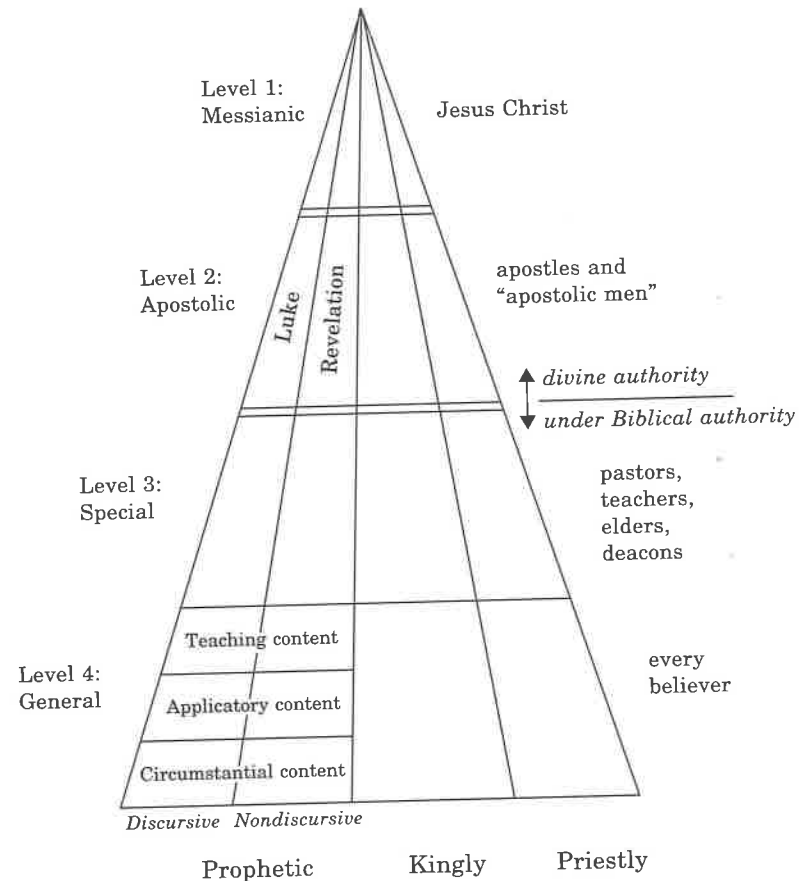 Level 1:
Messianic
Jesus Christ
Level 2:
Apostolic
Luke
Revelation
apostles and
“apostolic men”
divine authority
under Biblical authority
Level 3:
Special
pastors,
teachers,
elders,
deacons
Teaching content
Level 4:
General
Applicatory content
every
believer
Circumstantial content
Discursive Nondiscursive
Prophetic Kingly Priestly